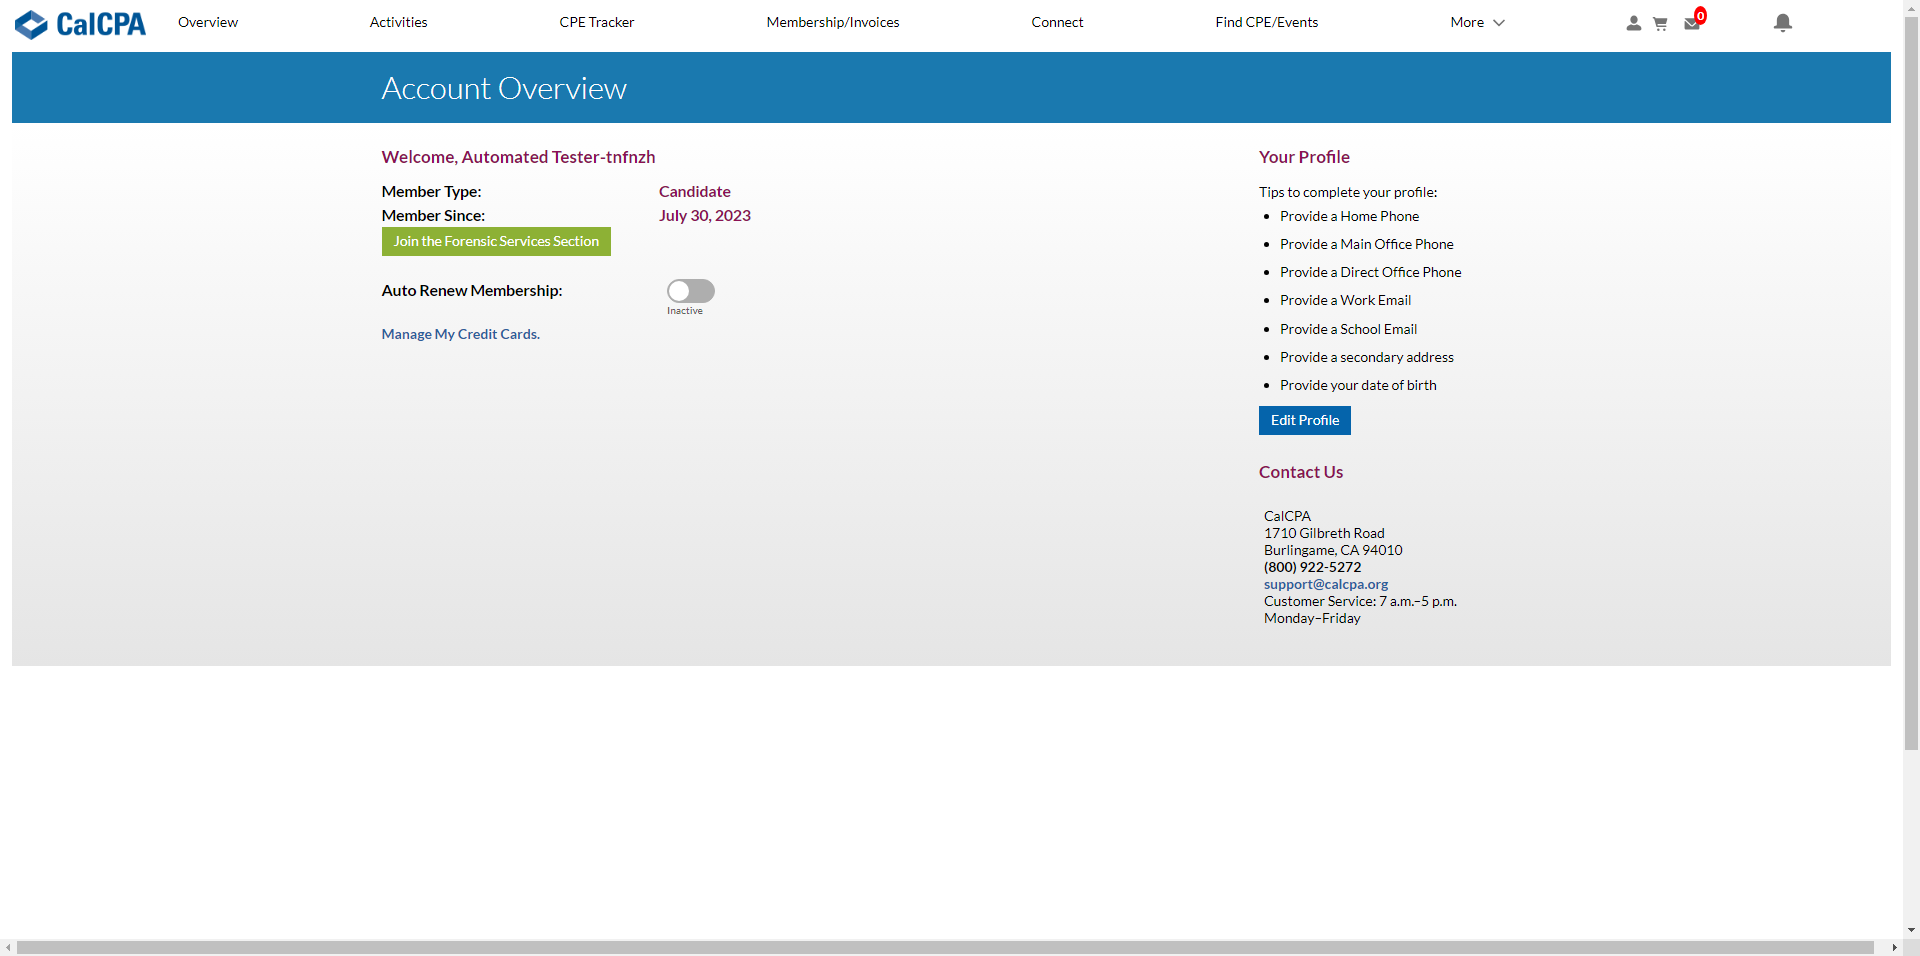 CalCPA
Overview
Activities
CPE Tracker
Membership/Invoices
Connect
Find CPE/Events
More
0
Account Overview
Welcome, Automated Tester-tnfnzh
Member Type: Candidate
Member Since: July 30, 2023
Join the Forensic Services Section
Auto Renew Membership:
Inactive
Manage My Credit Cards.
Your Profile
Tips to complete your profile:
Provide a Home Phone
Provide a Main Office Phone
Provide a Direct Office Phone
Provide a Work Email
Provide a School Email
Provide a secondary address
Provide your date of birth
Edit Profile
Contact Us
CalCPA
1710 Gilbreth Road
Burlingame, CA 94010
(800) 922-5272
support@calcpa.org
Customer Service: 7 a.m.–5 p.m.
Monday–Friday